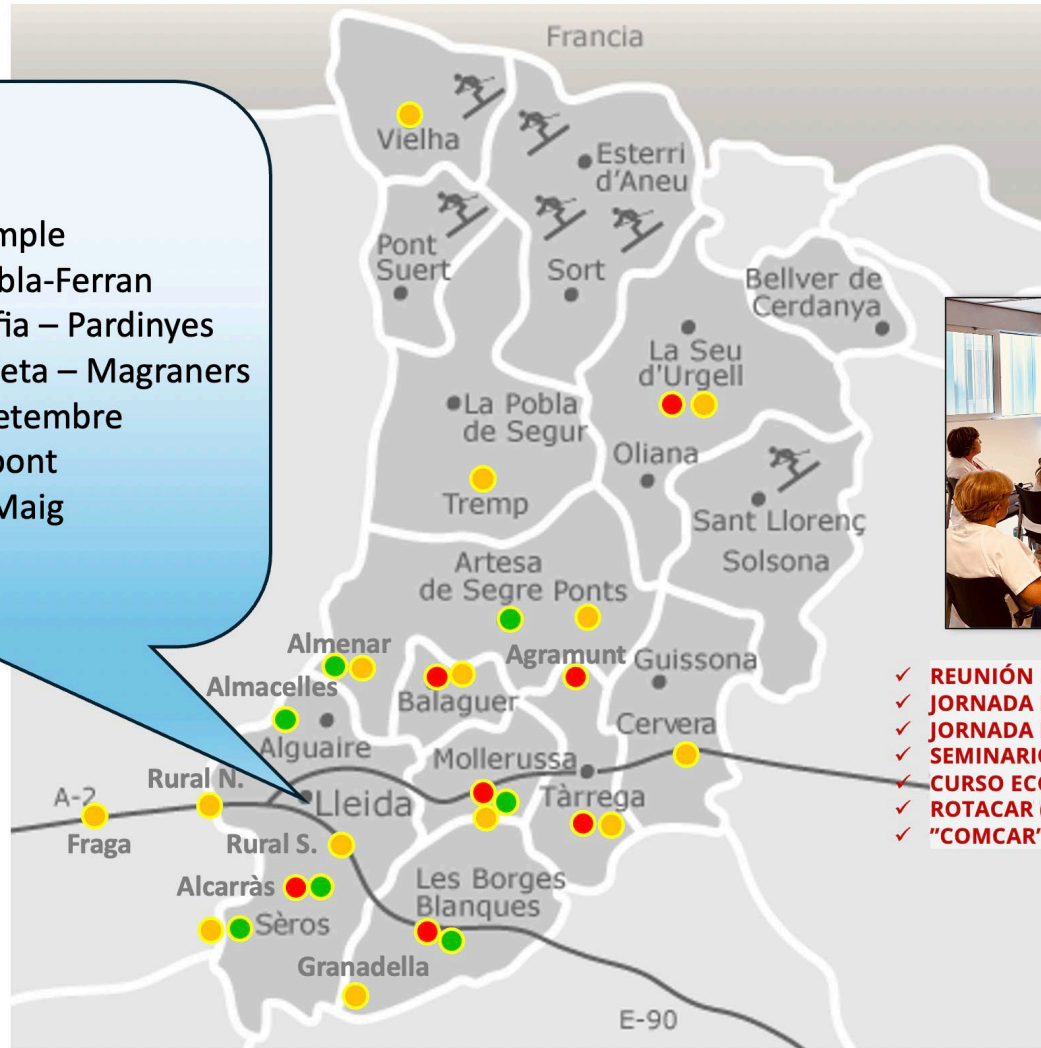 Francia
Vielha
Esterri
d'Aneu
mple
Pont
Suert
Sort
Bellver de
Cerdanya
bla-Ferran
fia – Pardinyes
eta – Magraners
etembre
pont
Maig
La Seu
d'Urgell
La Pobla
de Segur
Oliana
Tremp
Sant Llorenç
Solsona
Artesa
de Segre Ponts
Almenar
Agramunt
Guissona
Almacelles
Balaguer
Alguaire
Cervera
Mollerussa
Rural N.
A-2
Lleida
Tàrrega
Fraga
Rural S.
Alcarràs
Les Borges
Blanques
Sèros
Granadella
E-90
✓ REUNIÓN
✓ JORNADA
✓ JORNADA
✓ SEMINARIO
✓ CURSO ECO
✓ ROTACAR
✓ "COMCAR"